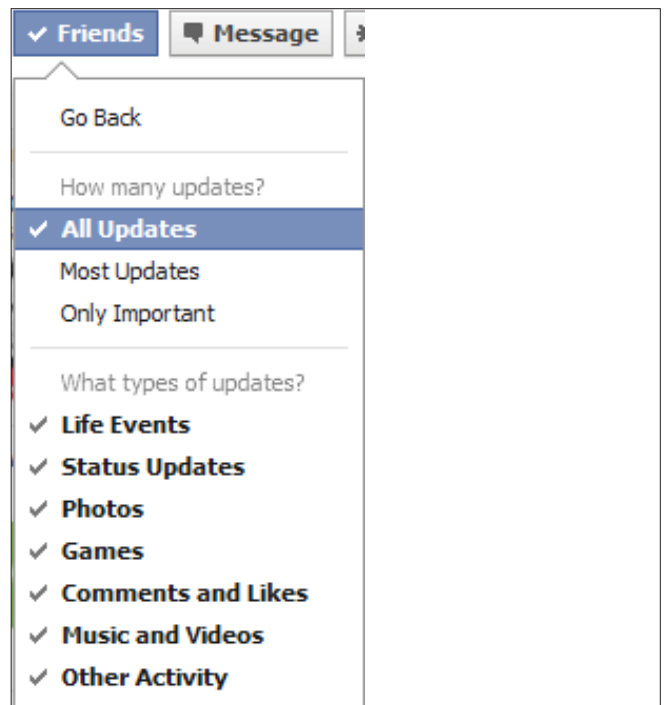 Friends Message
Go Back
How many updates?
All Updates
Most Updates
Only Important
What types of updates?
Life Events
Status Updates
Photos
Games
Comments and Likes
Music and Videos
Other Activity